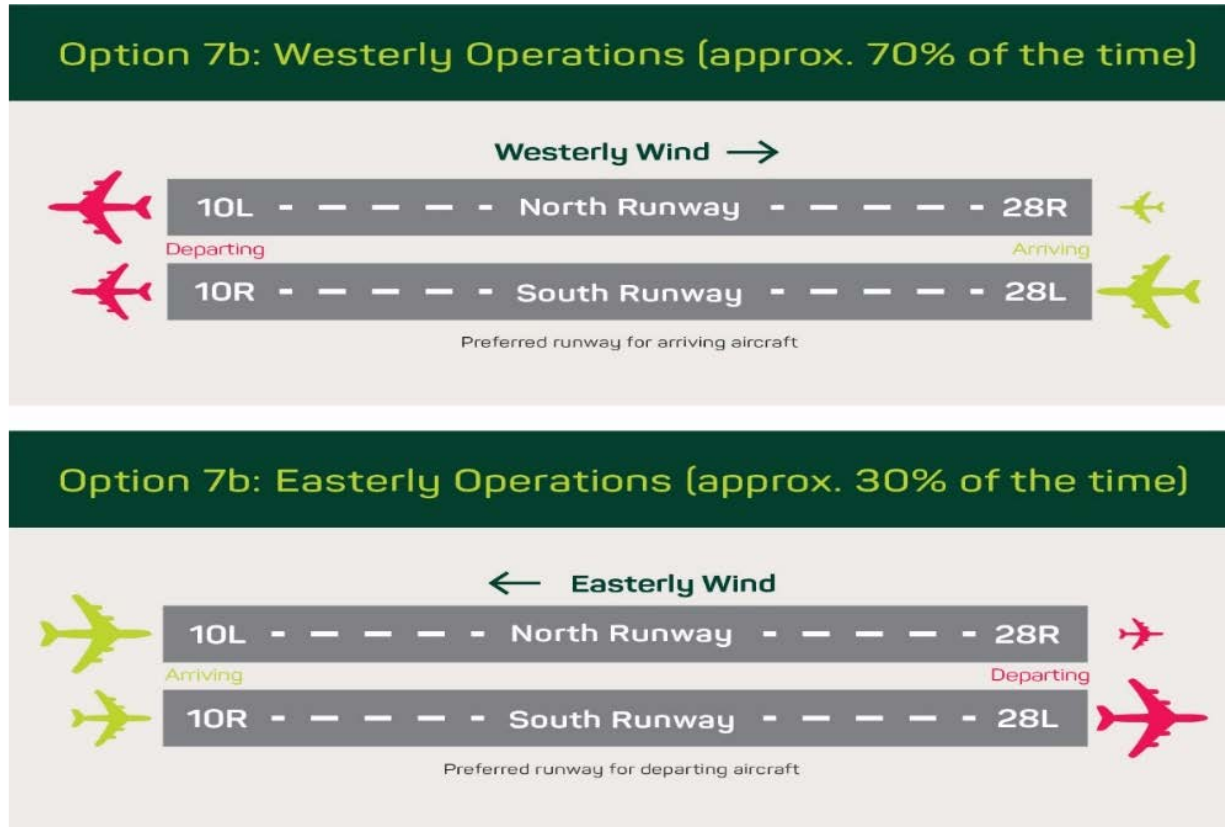 Option 7b: Westerly Operations (approx. 70% of the time)
Westerly Wind
10L North Runway 28R
Departing Arriving
10R South Runway 28L
Preferred runway for arriving aircraft
Option 7b: Easterly Operations (approx. 30% of the time)
Easterly Wind
10L North Runway 28R
Arriving Departing
10R South Runway 28L
Preferred runway for departing aircraft